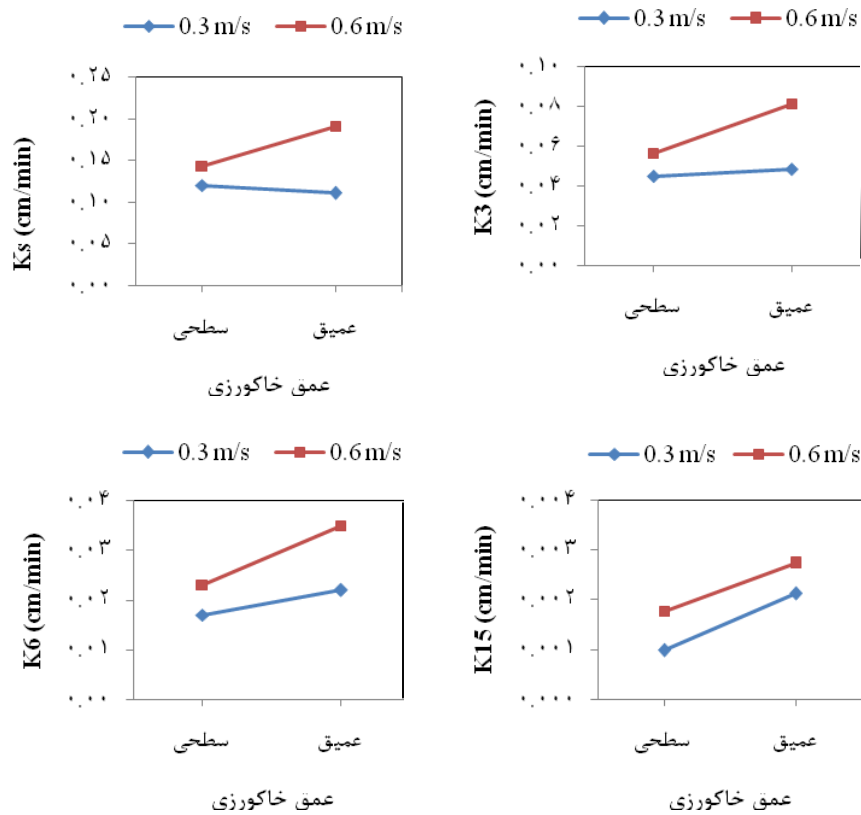 0.3 m/s 0.6 m/s
Ks (cm/min)
۰.۲۵
۰.۲۰
۰.۱۵
۰.۱۰
۰.۰۵
۰.۰۰
سطحی عمیق
عمق خاکورزی
0.3 m/s 0.6 m/s
K3 (cm/min)
۰.۱۰
۰.۰۸
۰.۰۶
۰.۰۴
۰.۰۲
۰.۰۰
سطحی عمیق
عمق خاکورزی
0.3 m/s 0.6 m/s
K6 (cm/min)
۰.۰۴
۰.۰۳
۰.۰۲
۰.۰۱
۰.۰۰
سطحی عمیق
عمق خاکورزی
0.3 m/s 0.6 m/s
K15 (cm/min)
۰.۰۰۴
۰.۰۰۳
۰.۰۰۲
۰.۰۰۱
۰.۰۰۰
سطحی عمیق
عمق خاکورزی